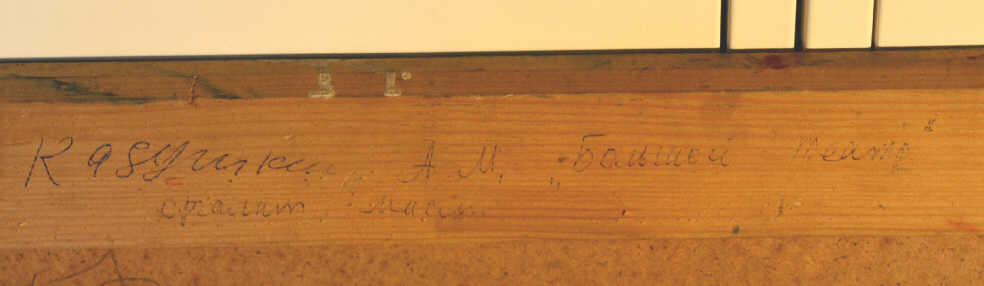 А. М. „Большой театр"
оргалит масло